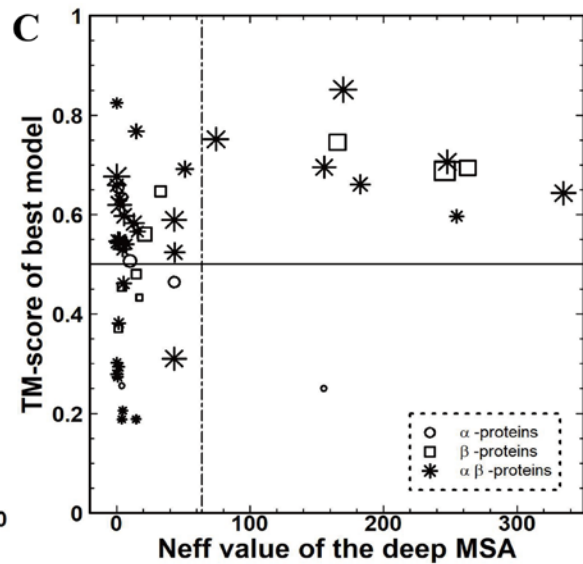 C
TM-score of best model
1
0.8
0.6
0.4
0.2
0
0
0 100 200 300
Neff value of the deep MSA
α -proteins
β -proteins
α β -proteins